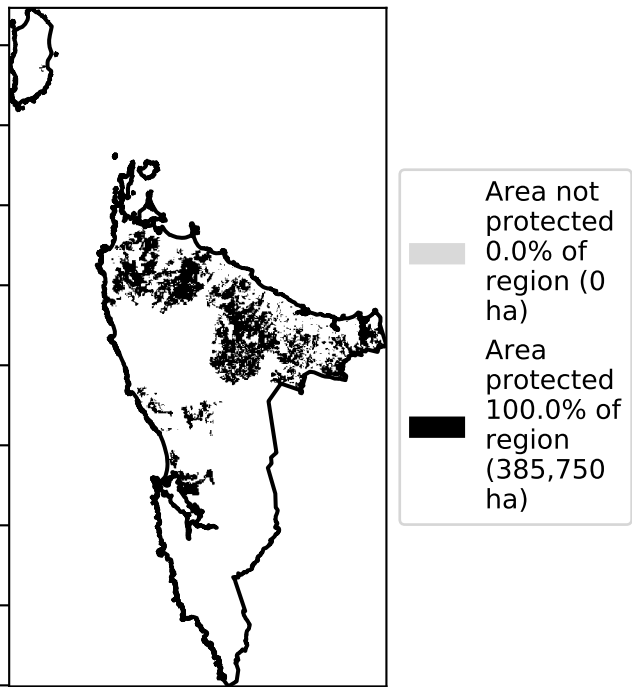 Area not
protected
0.0% of
region (0
ha)
Area
protected
100.0% of
region
(385,750
ha)